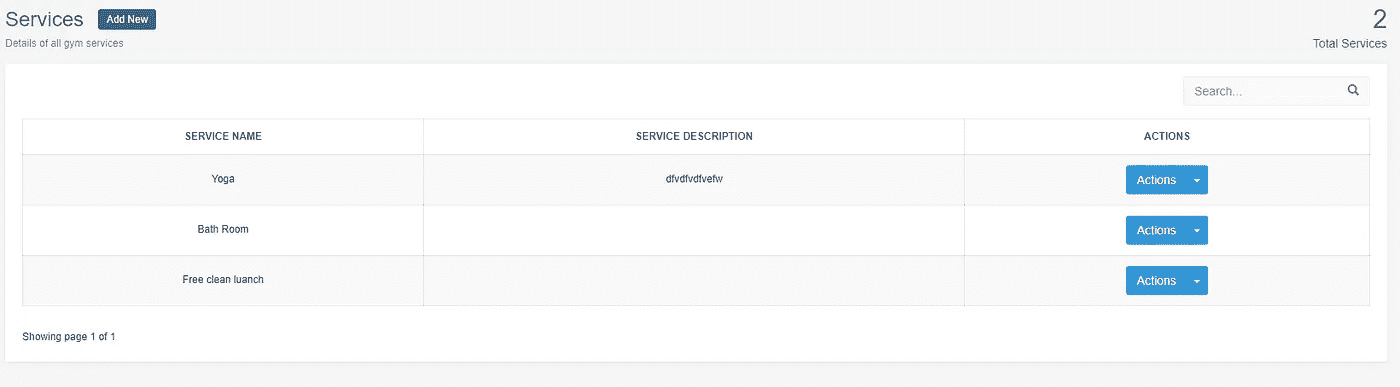 Services Add New 2
Details of all gym services Total Services
Search...
SERVICE NAME SERVICE DESCRIPTION ACTIONS
Yoga dfvdfvdfvefw Actions
Bath Room Actions
Free clean luanch Actions
Showing page 1 of 1